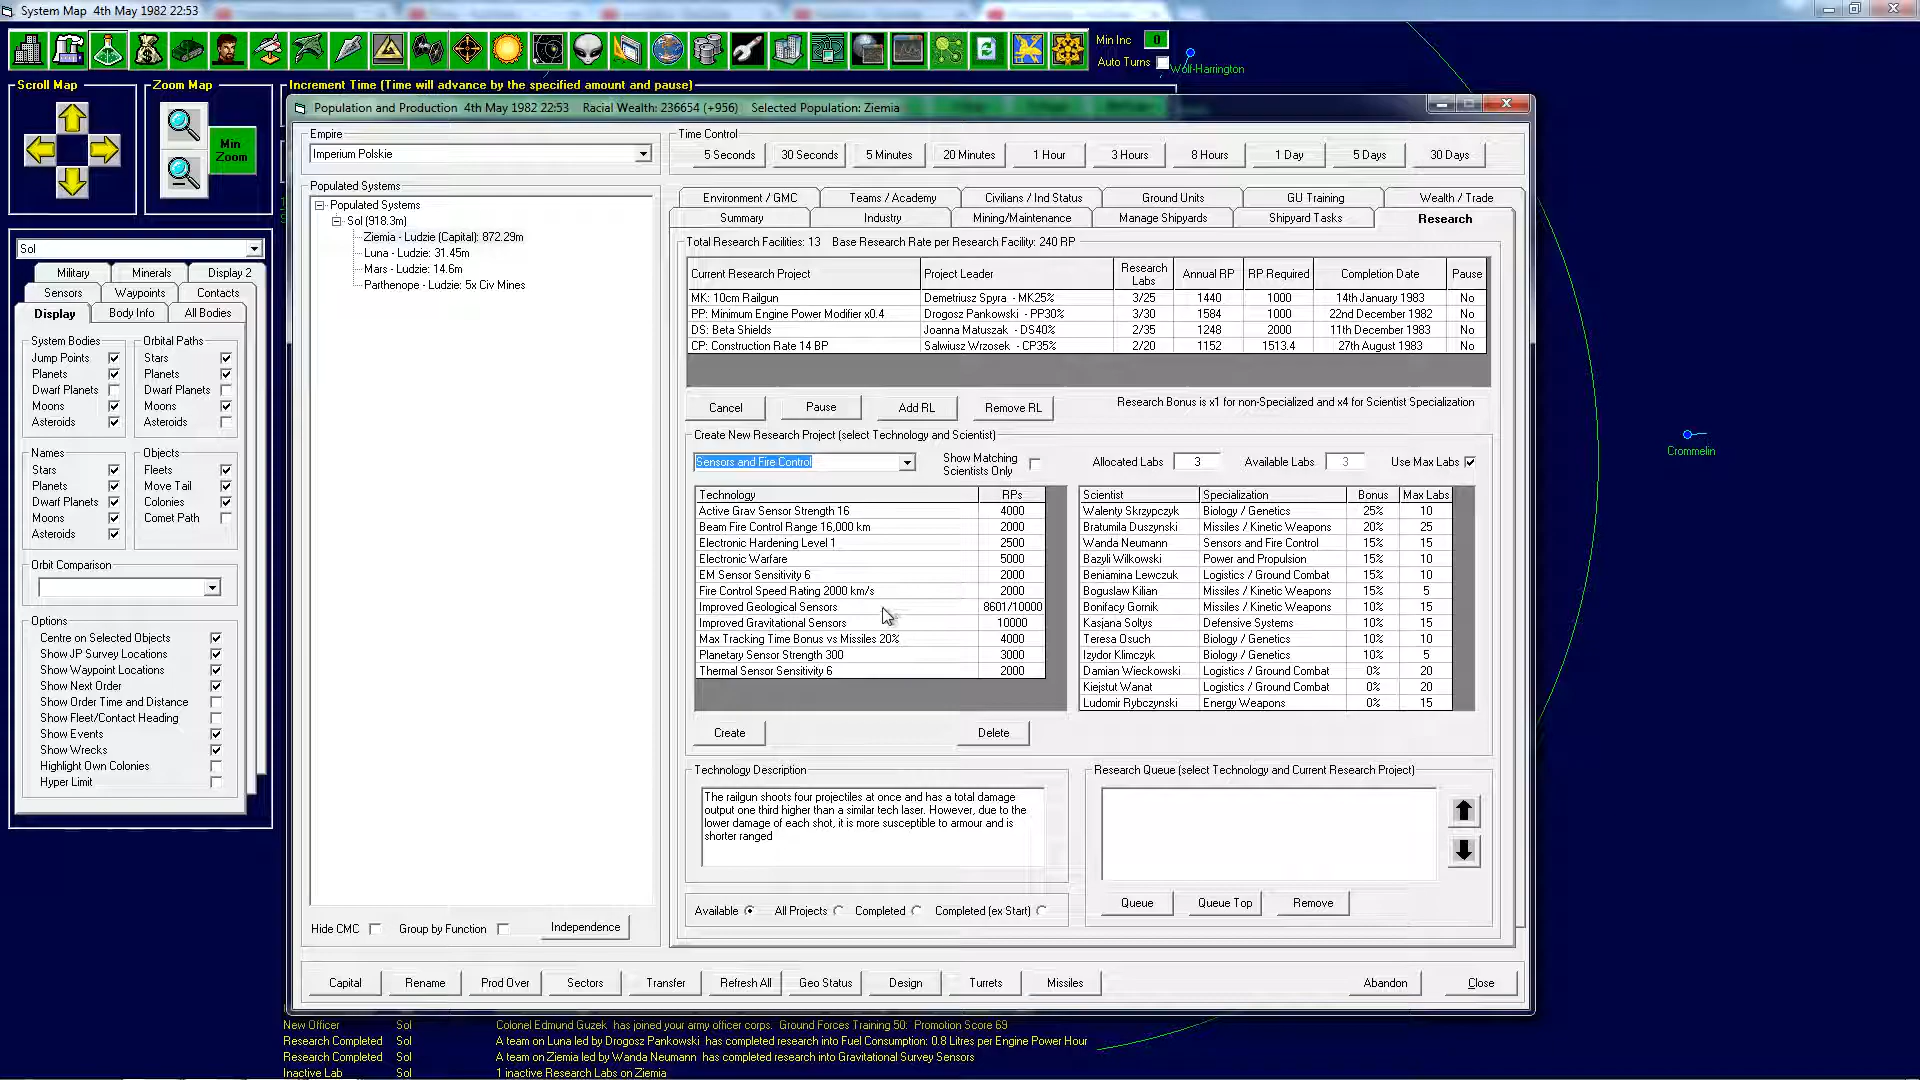 System Map 4th May 1982 22:53
Min Inc 0
Auto Turns
Wolf-Harrington
Scroll Map
Zoom Map
Min Zoom
Increment Time (Time will advance by the specified amount and pause)
Population and Production 4th May 1982 22:53 Racial Wealth: 236654 (+956) Selected Population: Ziemia
Empire
Imperium Polskie
Time Control
5 Seconds 30 Seconds 5 Minutes 20 Minutes 1 Hour 3 Hours 8 Hours 1 Day 5 Days 30 Days
Populated Systems
Populated Systems
Sol (918.3m)
Ziemia - Ludzie (Capital): 872.29m
Luna - Ludzie: 31.45m
Mars - Ludzie: 14.6m
Parthenope - Ludzie: 5x Civ Mines
Environment / GMC Teams / Academy Civilians / Ind Status Ground Units GU Training Wealth / Trade
Summary Industry Mining/Maintenance Manage Shipyards Shipyard Tasks Research
Total Research Facilities: 13 Base Research Rate per Research Facility: 240 RP
Current Research Project Project Leader Research Labs Annual RP RP Required Completion Date Pause
MK: 10cm Railgun Demetriusz Spyra - MK25% 3/25 1440 1000 14th January 1983 No
PP: Minimum Engine Power Modifier x0.4 Drogosz Pankowski - PP30% 3/30 1584 1000 22nd December 1982 No
DS: Beta Shields Joanna Matuszak - DS40% 2/35 1248 2000 11th December 1983 No
CP: Construction Rate 14 BP Salwiusz Wrzosek - CP35% 2/20 1152 1513.4 27th August 1983 No
Cancel Pause Add RL Remove RL
Research Bonus is x1 for non-Specialized and x4 for Scientist Specialization
Create New Research Project (select Technology and Scientist)
Sensors and Fire Control
Show Matching Scientists Only
Allocated Labs 3 Available Labs 3 Use Max Labs
Technology RPs
Active Grav Sensor Strength 16 4000
Beam Fire Control Range 16,000 km 2000
Electronic Hardening Level 1 2500
Electronic Warfare 5000
EM Sensor Sensitivity 6 2000
Fire Control Speed Rating 2000 km/s 2000
Improved Geological Sensors 8601/10000
Improved Gravitational Sensors 10000
Max Tracking Time Bonus vs Missiles 20% 4000
Planetary Sensor Strength 300 3000
Thermal Sensor Sensitivity 6 2000
Scientist Specialization Bonus Max Labs
Walenty Skrzypczyk Biology / Genetics 25% 10
Bratumila Duszynski Missiles / Kinetic Weapons 20% 25
Wanda Neumann Sensors and Fire Control 15% 15
Bazyli Wilkowski Power and Propulsion 15% 10
Beniamina Lewczuk Logistics / Ground Combat 15% 10
Boguslaw Kilian Missiles / Kinetic Weapons 15% 5
Bonifacy Gornik Missiles / Kinetic Weapons 10% 15
Kasjana Soltys Defensive Systems 10% 15
Teresa Osuch Biology / Genetics 10% 10
Izydor Klimczyk Biology / Genetics 10% 5
Damian Wieckowski Logistics / Ground Combat 0% 20
Kiejstut Wanat Logistics / Ground Combat 0% 20
Ludomir Rybczynski Energy Weapons 0% 15
Create Delete
Technology Description
The railgun shoots four projectiles at once and has a total damage
output one third higher than a similar tech laser. However, due to the
lower damage of each shot, it is more susceptible to armour and is
shorter ranged
Research Queue (select Technology and Current Research Project)
Queue Queue Top Remove
Available All Projects Completed Completed (ex Start)
Hide CMC Group by Function Independence
Capital Rename Prod Over Sectors Transfer Refresh All Geo Status Design Turrets Missiles Abandon Close
Sol
Military Minerals Display 2
Sensors Waypoints Contacts
Display Body Info All Bodies
System Bodies
Jump Points
Planets
Dwarf Planets
Moons
Asteroids
Orbital Paths
Stars
Planets
Dwarf Planets
Moons
Asteroids
Names
Stars
Planets
Dwarf Planets
Moons
Asteroids
Objects
Fleets
Move Tail
Colonies
Comet Path
Orbit Comparison
Options
Centre on Selected Objects
Show JP Survey Locations
Show Waypoint Locations
Show Next Order
Show Order Time and Distance
Show Fleet/Contact Heading
Show Events
Show Wrecks
Highlight Own Colonies
Hyper Limit
Crommelin
New Officer Sol Colonel Edmund Guzek has joined your army officer corps. Ground Forces Training 50: Promotion Score 69
Research Completed Sol A team on Luna led by Drogosz Pankowski has completed research into Fuel Consumption: 0.8 Litres per Engine Power Hour
Research Completed Sol A team on Ziemia led by Wanda Neumann has completed research into Gravitational Survey Sensors
Inactive Lab Sol 1 inactive Research Labs on Ziemia